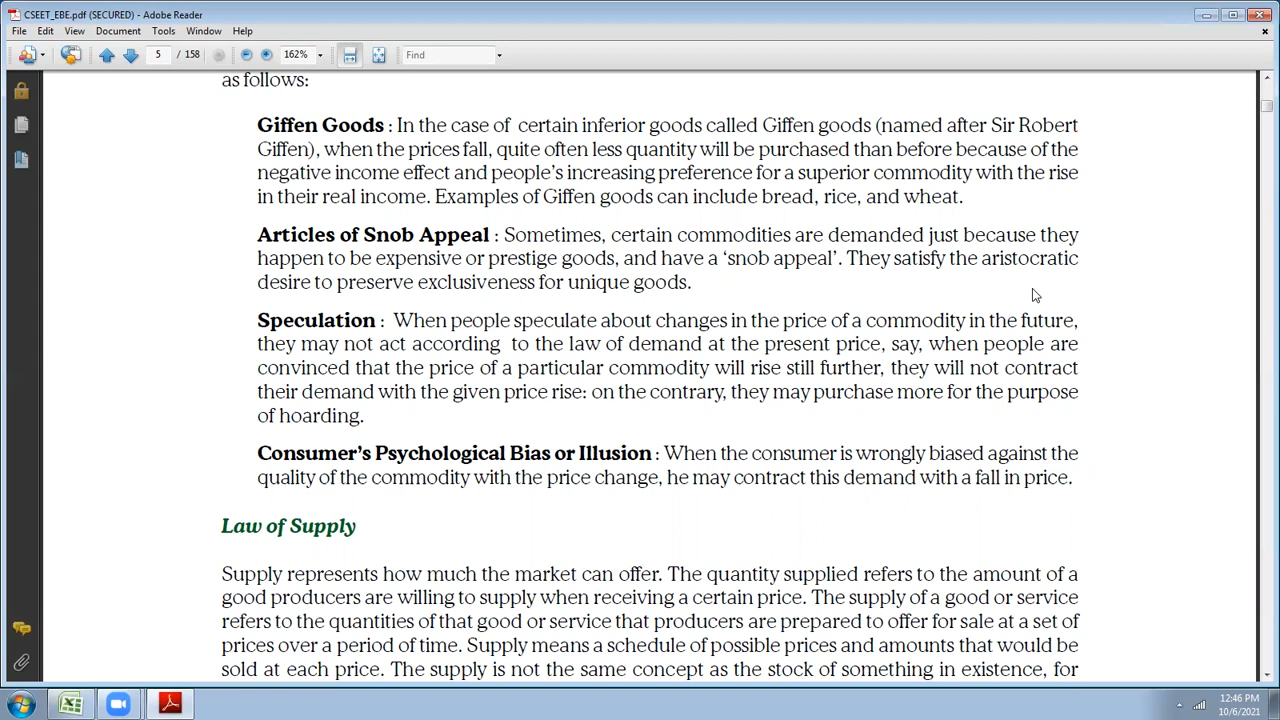 CSEET_EBE.pdf (SECURED) - Adobe Reader
File Edit View Document Tools Window Help
5 / 158 162% Find
as follows:
Giffen Goods : In the case of certain inferior goods called Giffen goods (named after Sir Robert
Giffen), when the prices fall, quite often less quantity will be purchased than before because of the
negative income effect and people's increasing preference for a superior commodity with the rise
in their real income. Examples of Giffen goods can include bread, rice, and wheat.
Articles of Snob Appeal : Sometimes, certain commodities are demanded just because they
happen to be expensive or prestige goods, and have a 'snob appeal'. They satisfy the aristocratic
desire to preserve exclusiveness for unique goods.
Speculation : When people speculate about changes in the price of a commodity in the future,
they may not act according to the law of demand at the present price, say, when people are
convinced that the price of a particular commodity will rise still further, they will not contract
their demand with the given price rise: on the contrary, they may purchase more for the purpose
of hoarding.
Consumer's Psychological Bias or Illusion : When the consumer is wrongly biased against the
quality of the commodity with the price change, he may contract this demand with a fall in price.
Law of Supply
Supply represents how much the market can offer. The quantity supplied refers to the amount of a
good producers are willing to supply when receiving a certain price. The supply of a good or service
refers to the quantities of that good or service that producers are prepared to offer for sale at a set of
prices over a period of time. Supply means a schedule of possible prices and amounts that would be
sold at each price. The supply is not the same concept as the stock of something in existence, for
12:46 PM
10/6/2021